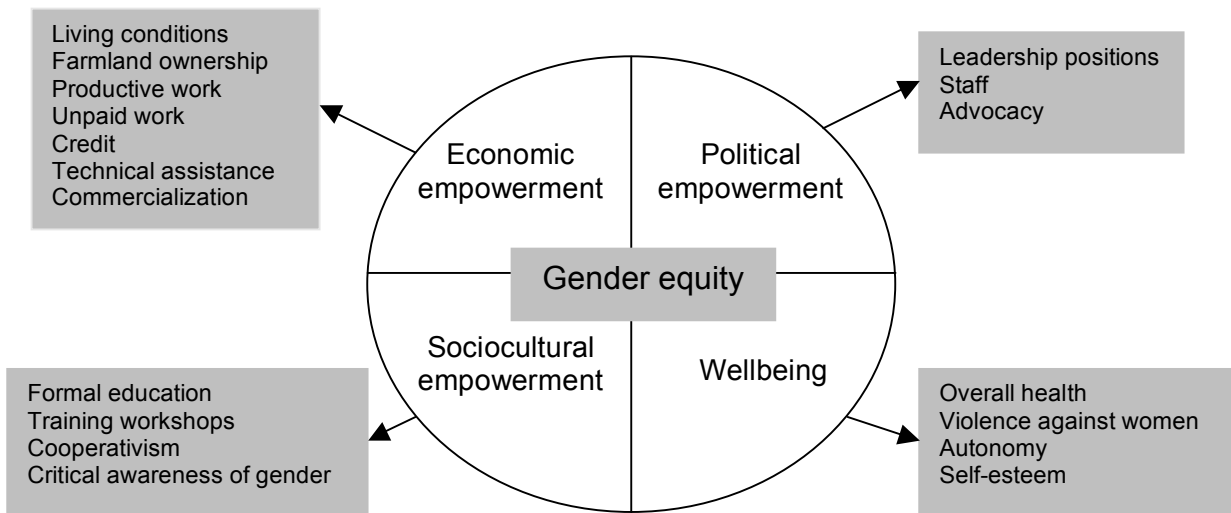 Living conditions
Farmland ownership
Productive work
Unpaid work
Credit
Technical assistance
Commercialization
Leadership positions
Staff
Advocacy
Economic
empowerment
Political
empowerment
Gender equity
Sociocultural
empowerment
Wellbeing
Formal education
Training workshops
Cooperativism
Critical awareness of gender
Overall health
Violence against women
Autonomy
Self-esteem